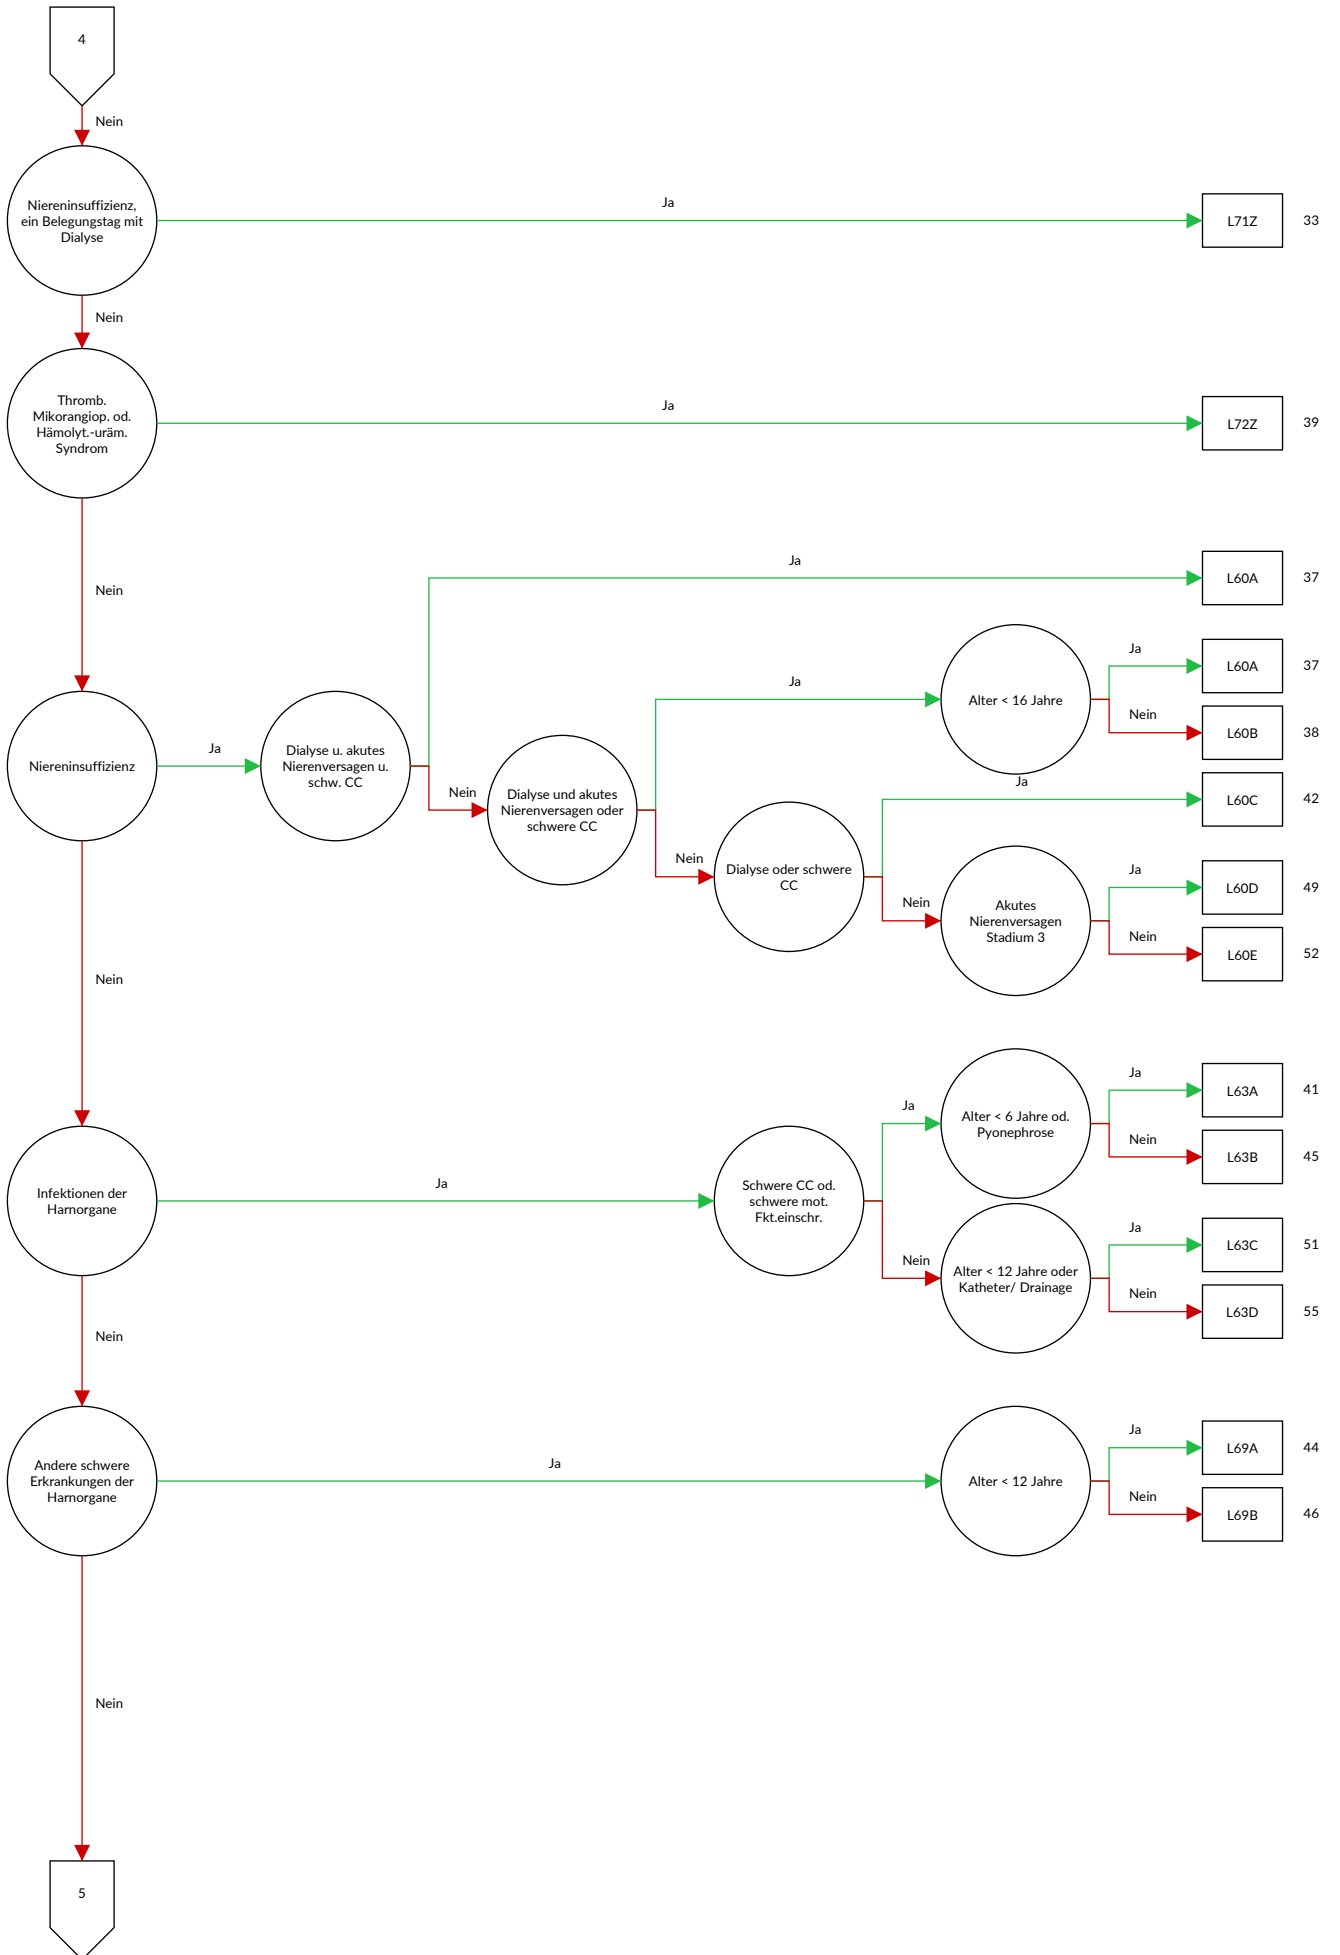 4
Nein
Niereninsuffizienz,
ein Belegungstag mit
Dialyse
Ja
L71Z
33
Nein
Thromb.
Mikorangiop. od.
Hämolyt.-uräm.
Syndrom
Ja
L72Z
39
Nein
Niereninsuffizienz
Ja
Dialyse u. akutes
Nierenversagen u.
schw. CC
Ja
L60A
37
Nein
Dialyse und akutes
Nierenversagen oder
schwere CC
Ja
Alter < 16 Jahre
Ja
L60A
37
Nein
L60B
38
Nein
Dialyse oder schwere
CC
Ja
L60C
42
Nein
Akutes
Nierenversagen
Stadium 3
Ja
L60D
49
Nein
L60E
52
Nein
Infektionen der
Harnorgane
Ja
Schwere CC od.
schwere mot.
Fkt.einschr.
Ja
Alter < 6 Jahre od.
Pyonephrose
Ja
L63A
41
Nein
L63B
45
Nein
Alter < 12 Jahre oder
Katheter/ Drainage
Ja
L63C
51
Nein
L63D
55
Nein
Andere schwere
Erkrankungen der
Harnorgane
Ja
Alter < 12 Jahre
Ja
L69A
44
Nein
L69B
46
Nein
5